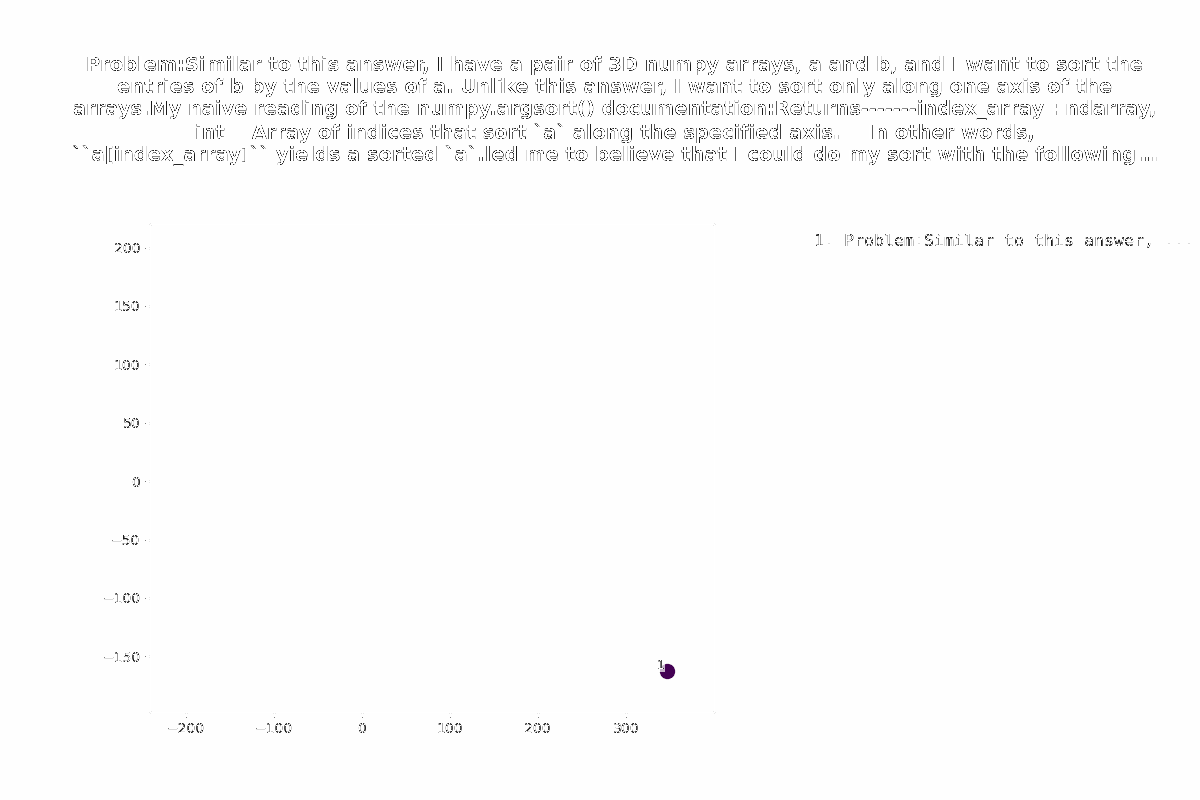 Problem:Similar to this answer, I have a pair of 3D numpy arrays, a and b, and I want to sort the
entries of b by the values of a. Unlike this answer, I want to sort only along one axis of the
arrays.My naive reading of the numpy.argsort() documentation:Returns-------index_array : ndarray,
int    Array of indices that sort `a` along the specified axis.    In other words,
``a[index_array]`` yields a sorted `a`.led me to believe that I could do my sort with the following...
1. Problem:Similar to this answer, ...
200
150
100
50
0
−50
−100
−150
1
−200 −100 0 100 200 300